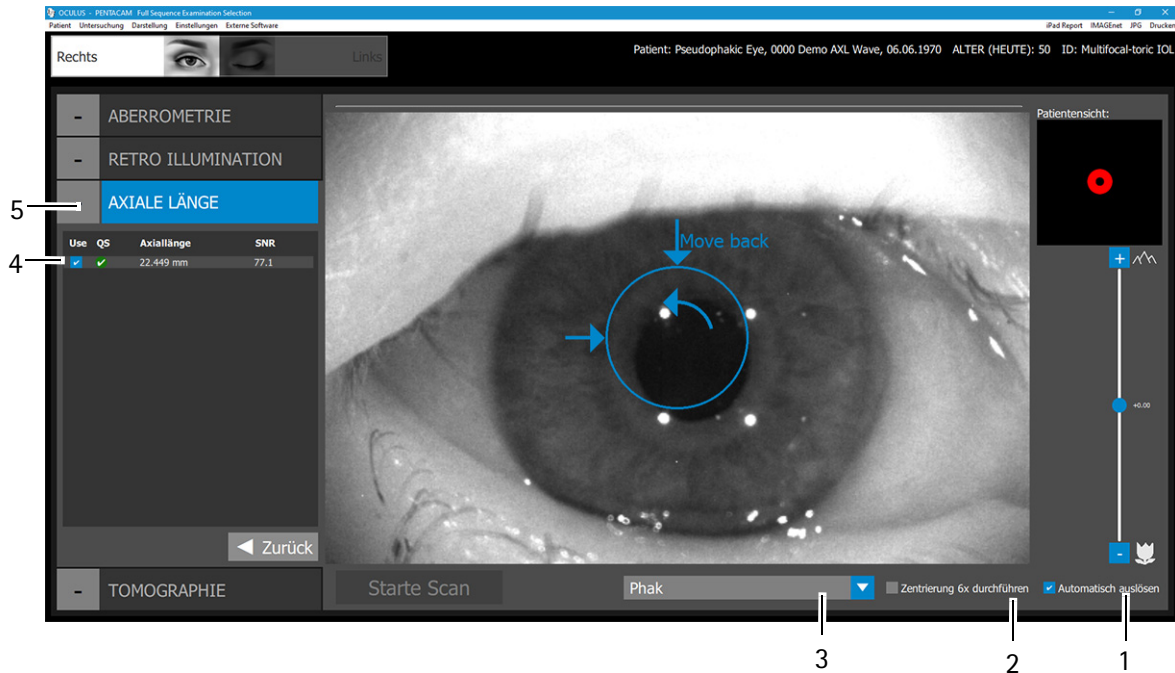 OCULUS - PENTACAM Full Sequence Examination Selection
Patient Untersuchung Darstellung Einstellungen Externe Software
iPad Report IMAGEnet JPG Drucken
Rechts
Links
Patient: Pseudophakic Eye, 0000 Demo AXL Wave, 06.06.1970 ALTER (HEUTE): 50 ID: Multifocal-toric IOL
- ABERROMETRIE
- RETRO ILLUMINATION
AXIALE LÄNGE
Use QS Axiallänge SNR
22.449 mm 77.1
Zurück
- TOMOGRAPHIE
Move back
Patientensicht:
+
+0.00
-
Starte Scan
Phak
Zentrierung 6x durchführen
Automatisch auslösen
5
4
3
2
1